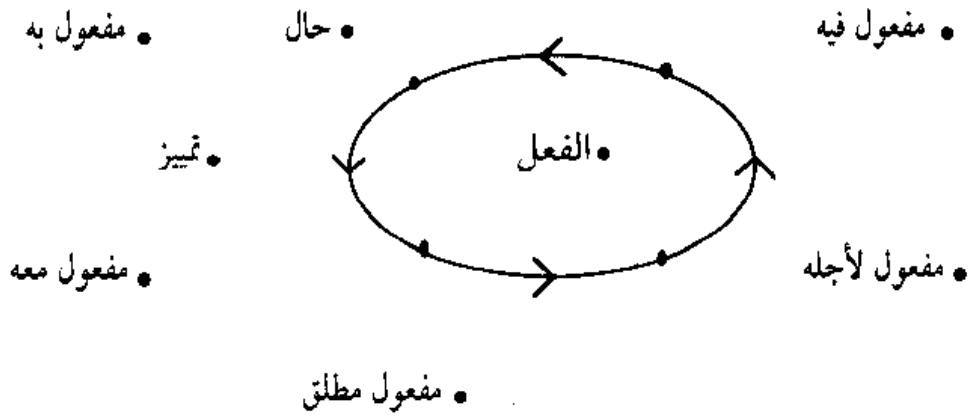 • مفعول فيه • حال • مفعول به
• الفعل • تمييز
• مفعول لأجله • مفعول معه
• مفعول مطلق